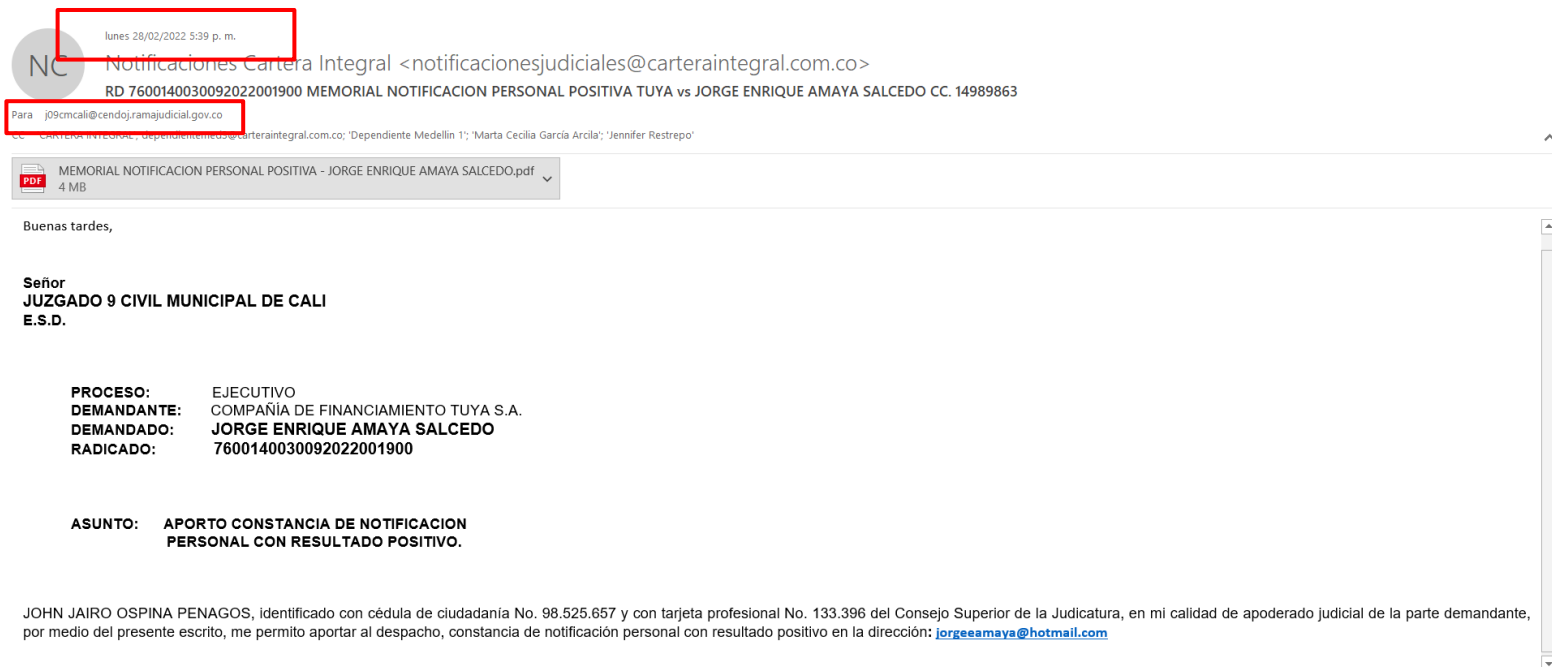 lunes 28/02/2022 5:39 p. m.
NC
Notificaciones Cartera Integral <notificacionesjudiciales@carteraintegral.com.co>
RD 76001400300920220019​00 MEMORIAL NOTIFICACION PERSONAL POSITIVA TUYA vs JORGE ENRIQUE AMAYA SALCEDO CC. 14989863
Para j09cmcali@cendoj.ramajudicial.gov.co
CC 'CARTERA INTEGRAL'; dependientemed3@carteraintegral.com.co; 'Dependiente Medellin 1'; 'Marta Cecilia García Arcila'; 'Jennifer Restrepo'
PDF
MEMORIAL NOTIFICACION PERSONAL POSITIVA - JORGE ENRIQUE AMAYA SALCEDO.pdf
4 MB
Buenas tardes,
Señor
JUZGADO 9 CIVIL MUNICIPAL DE CALI
E.S.D.
PROCESO: EJECUTIVO
DEMANDANTE: COMPAÑÌA DE FINANCIAMIENTO TUYA S.A.
DEMANDADO: JORGE ENRIQUE AMAYA SALCEDO
RADICADO: 7600140030092022001900
ASUNTO: APORTO CONSTANCIA DE NOTIFICACION
PERSONAL CON RESULTADO POSITIVO.
JOHN JAIRO OSPINA PENAGOS, identificado con cédula de ciudadanía No. 98.525.657 y con tarjeta profesional No. 133.396 del Consejo Superior de la Judicatura, en mi calidad de apoderado judicial de la parte demandante,
por medio del presente escrito, me permito aportar al despacho, constancia de notificación personal con resultado positivo en la dirección: jorgeeamaya@hotmail.com